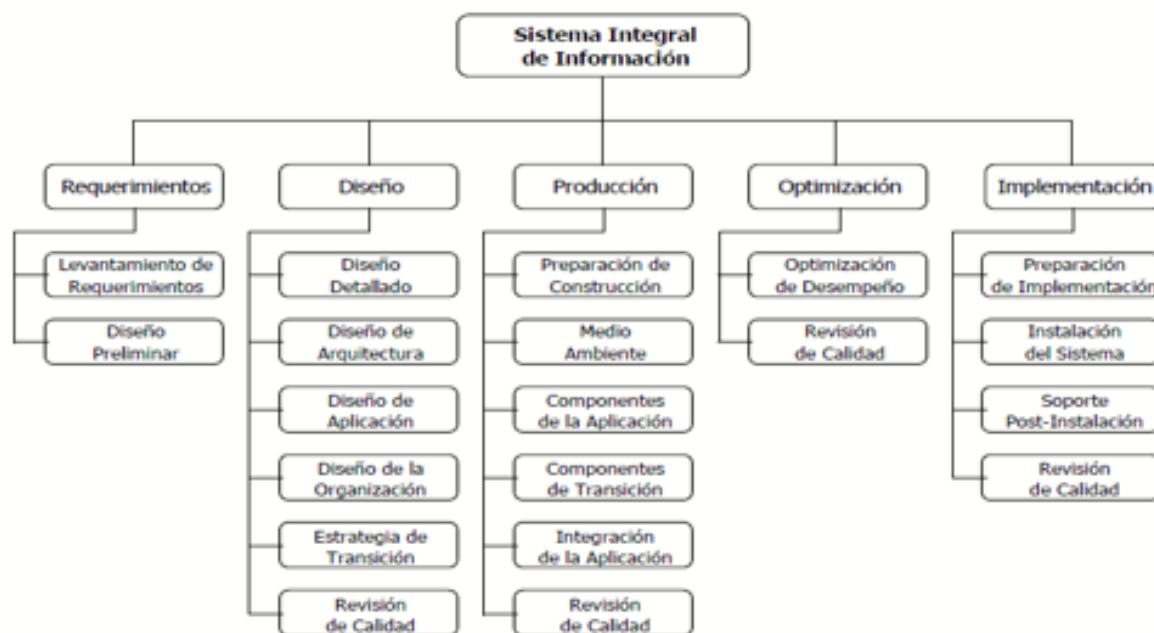 Sistema Integral
de Información
Requerimientos
Diseño
Producción
Optimización
Implementación
Levantamiento de
Requerimientos
Diseño
Preliminar
Diseño
Detallado
Diseño de
Arquitectura
Diseño de
Aplicación
Diseño de la
Organización
Estrategia de
Transición
Revisión
de Calidad
Preparación de
Construcción
Medio
Ambiente
Componentes
de la Aplicación
Componentes
de Transición
Integración
de la Aplicación
Revisión
de Calidad
Optimización
de Desempeño
Revisión
de Calidad
Preparación
de Implementación
Instalación
del Sistema
Soporte
Post-Instalación
Revisión
de Calidad